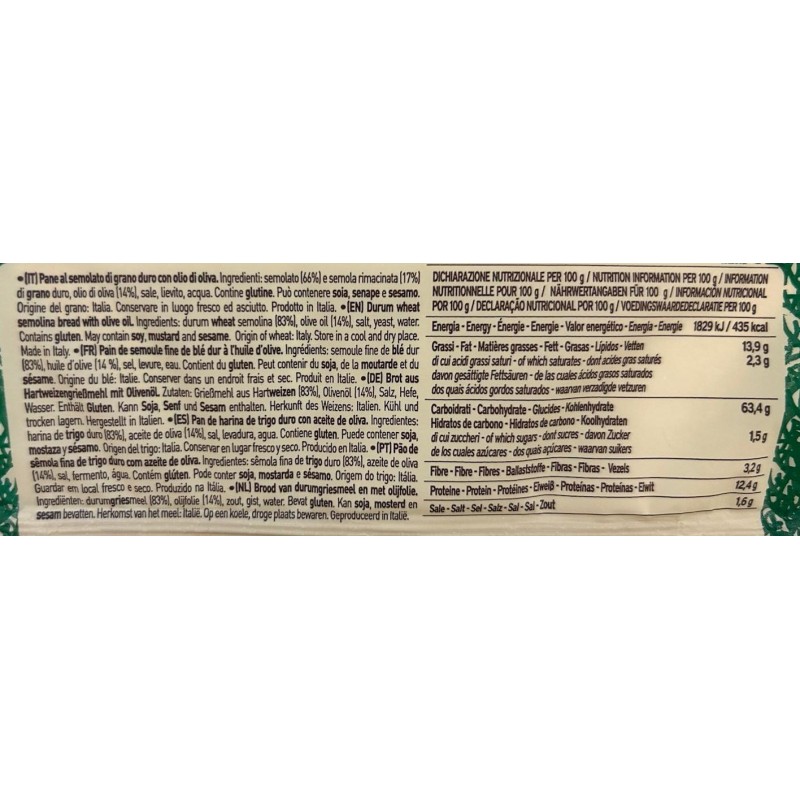 •(IT) Pane al semolato di grano duro con olio di oliva. Ingredienti: semolato (66%) e semola rimacinata (17%)
di grano duro, olio di oliva (14%), sale, lievito, acqua. Contine glutine. Può contenere soia, senape e sesamo.
Origine del grano: Italia. Conservare in luogo fresco ed asciutto. Prodotto in Italia. •(EN) Durum wheat
semolina bread with olive oil. Ingredients: durum wheat semolina (83%), olive oil (14%), salt, yeast, water.
Contains gluten. May contain soy, mustard and sesame. Origin of wheat: Italy. Store in a cool and dry place.
Made in Italy. •(FR) Pain de semoule fine de blé dur à l'huile d'olive. Ingrédients: semoule fine de blé dur
(83%), huile d'olive (14 %), sel, levure, eau. Contient du gluten. Peut contenir du soja, de la moutarde et du
sésame. Origine du blé: Italie. Conserver dans un endroit frais et sec. Produit en Italie. •(DE) Brot aus
Hartweizengrießmehl mit Olivenöl. Zutaten: Grießmehl aus Hartweizen (83%), Olivenöl (14%), Salz, Hefe,
Wasser. Enthält Gluten. Kann Soja, Senf und Sesam enthalten. Herkunft des Weizens: Italien. Kühl und
trocken lagern. Hergestellt in Italien. •(ES) Pan de harina de trigo duro con aceite de oliva. Ingredientes:
harina de trigo duro (83%), aceite de oliva (14%), sal, levadura, agua. Contiene gluten. Puede contener soja,
mostaza y sésamo. Origen del trigo: Italia. Conservar en lugar fresco y seco. Producido en Italia. •(PT) Pão de
sêmola fina de trigo duro com azeite de oliva. Ingredientes: sêmola fina de trigo duro (83%), azeite de oliva
(14%), sal, fermento, água. Contém glúten. Pode conter soja, mostarda e sésamo. Origem do trigo: Itália.
Guardar em local fresco e seco. Produzido na Itália. •(NL) Brood van durumgriesmeel en met olijfolie.
Ingrediënten: durumgriesmeel (83%), olijfolie (14%), zout, gist, water. Bevat gluten. Kan soja, mosterd en
sesam bevatten. Herkomst van het meel: Italië. Op een koele, droge plaats bewaren. Geproduceerd in Italië.
DICHIARAZIONE NUTRIZIONALE PER 100 g / NUTRITION INFORMATION PER 100 g / INFORMATION
NUTRITIONNELLE POUR 100 g / NÄHRWERTANGABEN FÜR 100 g / INFORMACIÓN NUTRICIONAL
POR 100 g / DECLARAÇÃO NUTRICIONAL POR 100 g / VOEDINGSWAARDEDECLARATIE PER 100 g
Energia - Energy - Énergie - Energie - Valor energético - Energia - Energie 1829 kJ / 435 kcal
Grassi - Fat - Matières grasses - Fett - Grasas - Lípidos - Vetten 13,9 g
di cui acidi grassi saturi - of which saturates - dont acides gras saturés 2,3 g
davon gesättigte Fettsäuren - de las cuales ácidos grasos saturados
dos quais ácidos gordos saturados - waarvan verzadigde vetzuren
Carboidrati - Carbohydrate - Glucides - Kohlenhydrate 63,4 g
Hidratos de carbono - Hidratos de carbono - Koolhydraten
di cui zuccheri - of which sugars - dont sucres - davon Zucker 1,5 g
de los cuales azúcares - dos quais açúcares - waarvan suikers
Fibre - Fibre - Fibres - Ballaststoffe - Fibras - Fibras - Vezels 3,2 g
Proteine - Protein - Protéines - Eiweiß - Proteínas - Proteínas - Eiwit 12,4 g
Sale - Salt - Sel - Salz - Sal - Sal - Zout 1,6 g